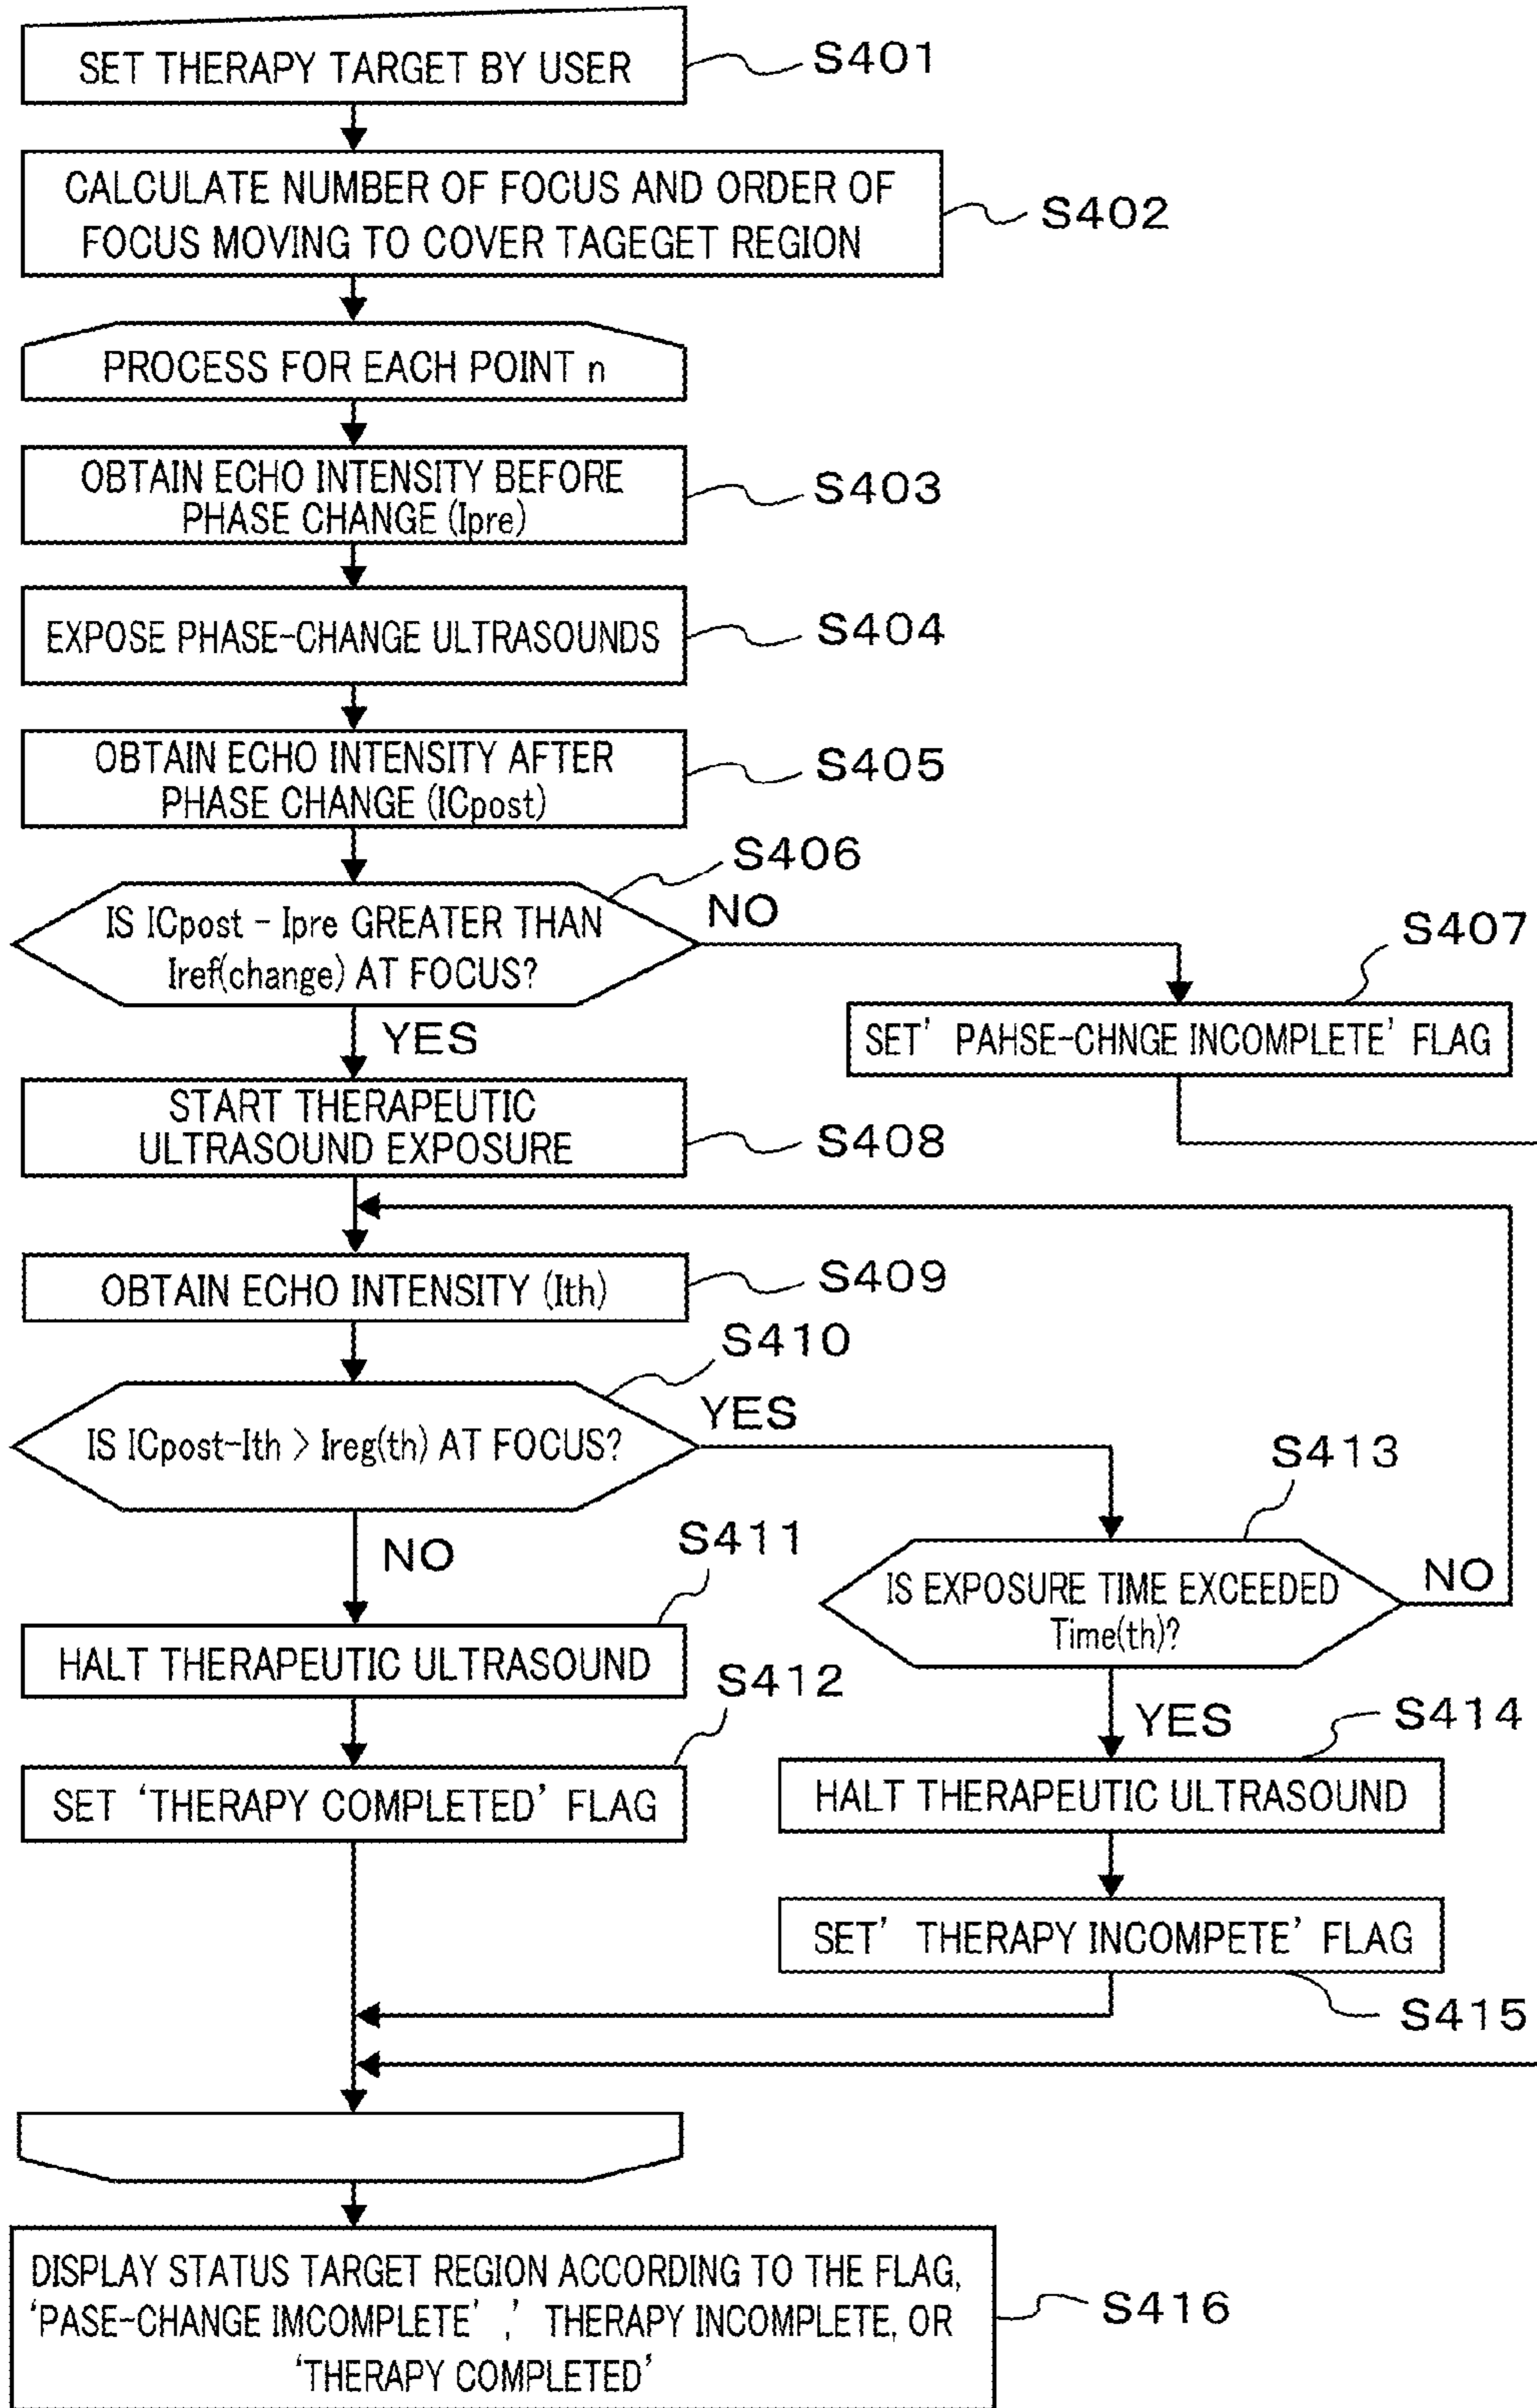 SET THERAPY TARGET BY USER
S401
CALCULATE NUMBER OF FOCUS AND ORDER OF
FOCUS MOVING TO COVER TAGEGET REGION
S402
PROCESS FOR EACH POINT n
OBTAIN ECHO INTENSITY BEFORE
PHASE CHANGE (Ipre)
S403
EXPOSE PHASE-CHANGE ULTRASOUNDS
S404
OBTAIN ECHO INTENSITY AFTER
PHASE CHANGE (ICpost)
S405
S406
IS ICpost - Ipre GREATER THAN
Iref(change) AT FOCUS?
NO
YES
S407
SET' PAHSE-CHNGE INCOMPLETE' FLAG
START THERAPEUTIC
ULTRASOUND EXPOSURE
S408
OBTAIN ECHO INTENSITY (Ith)
S409
S410
IS ICpost-Ith > Ireg(th) AT FOCUS?
YES
NO
S413
IS EXPOSURE TIME EXCEEDED
Time(th)?
NO
YES
S411
HALT THERAPEUTIC ULTRASOUND
S412
SET 'THERAPY COMPLETED' FLAG
S414
HALT THERAPEUTIC ULTRASOUND
SET' THERAPY INCOMPETE' FLAG
S415
DISPLAY STATUS TARGET REGION ACCORDING TO THE FLAG,
'PASE-CHANGE IMCOMPLETE' ,' THERAPY INCOMPLETE, OR
'THERAPY COMPLETED'
S416